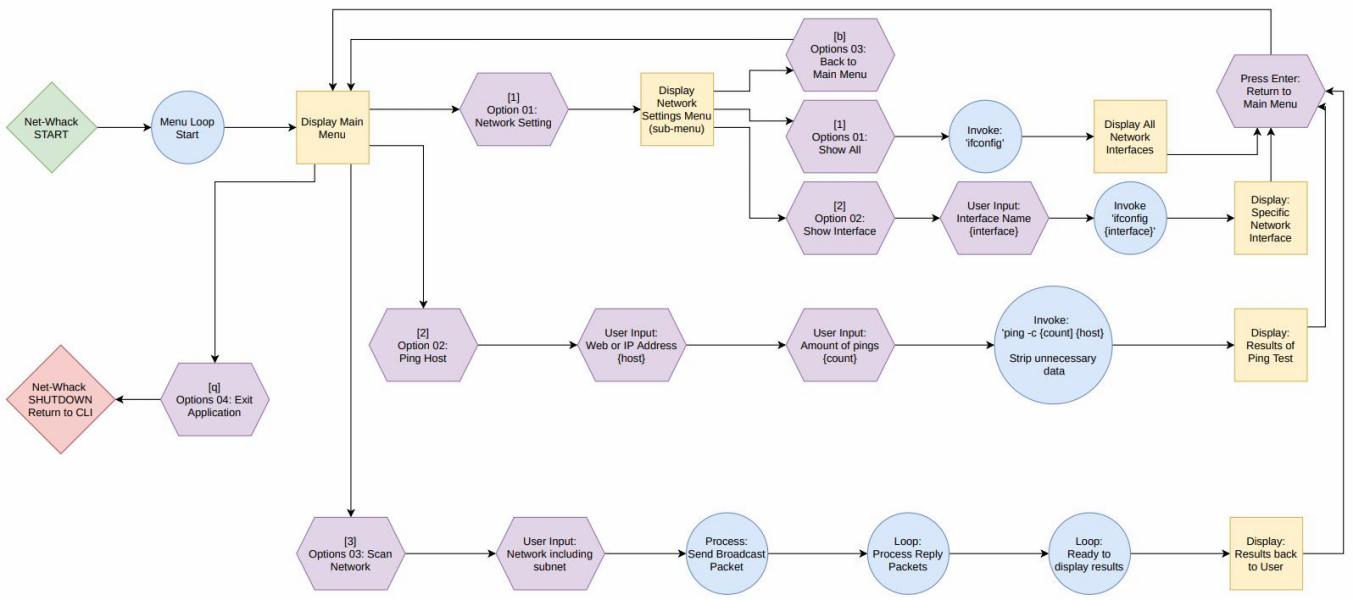 Net-Whack
START
Menu Loop
Start
Display Main
Menu
[1]
Option 01:
Network Setting
Display
Network
Settings Menu
(sub-menu)
[b]
Options 03:
Back to
Main Menu
[1]
Options 01:
Show All
Invoke:
'ifconfig'
Display All
Network
Interfaces
Press Enter:
Return to
Main Menu
[2]
Option 02:
Show Interface
User Input:
Interface Name
{interface}
Invoke
'ifconfig
{interface}'
Display:
Specific
Network
Interface
[2]
Option 02:
Ping Host
User Input:
Web or IP Address
{host}
User Input:
Amount of pings
{count}
Invoke:
'ping -c {count] {host}
Strip unnecessary
data
Display:
Results of
Ping Test
Net-Whack
SHUTDOWN
Return to CLI
[q]
Options 04: Exit
Application
[3]
Options 03: Scan
Network
User Input:
Network including
subnet
Process:
Send Broadcast
Packet
Loop:
Process Reply
Packets
Loop:
Ready to
display results
Display:
Results back
to User